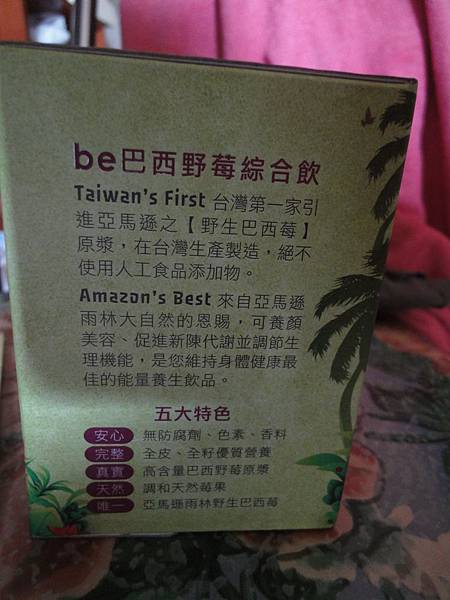 be巴西野莓綜合飲
Taiwan's First 台灣第一家引
進亞馬遜之【野生巴西莓】
原漿，在台灣生產製造，絕不
使用人工食品添加物。
Amazon's Best 來自亞馬遜
雨林大自然的恩賜，可養顏
美容、促進新陳代謝並調節生
理機能，是您維持身體健康最
佳的能量養生飲品。
五大特色
安心 無防腐劑、色素、香料
完整 全皮、全籽優質營養
真實 高含量巴西野莓原漿
天然 調和天然莓果
唯一 亞馬遜雨林野生巴西莓